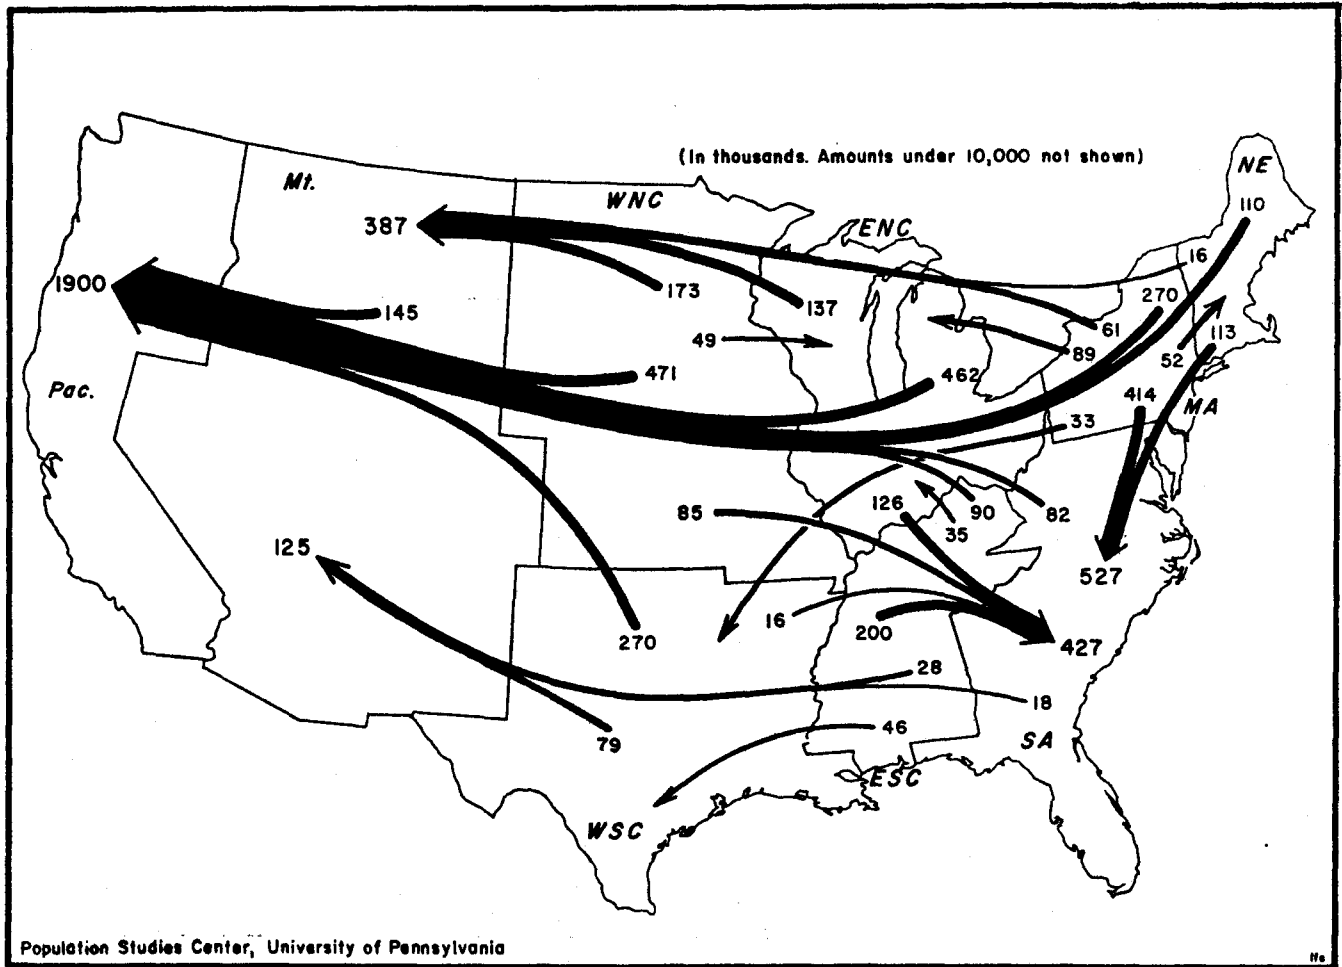 (In thousands. Amounts under 10,000 not shown)
NE
Mt.
WNC
110
387
ENC
16
1900
173
270
137
145
61
113
49
89
52
471
462
Pac.
414
MA
33
85
126
90
82
35
125
527
16
270
200
427
28
18
79
46
SA
ESC
WSC
Population Studies Center, University of Pennsylvania